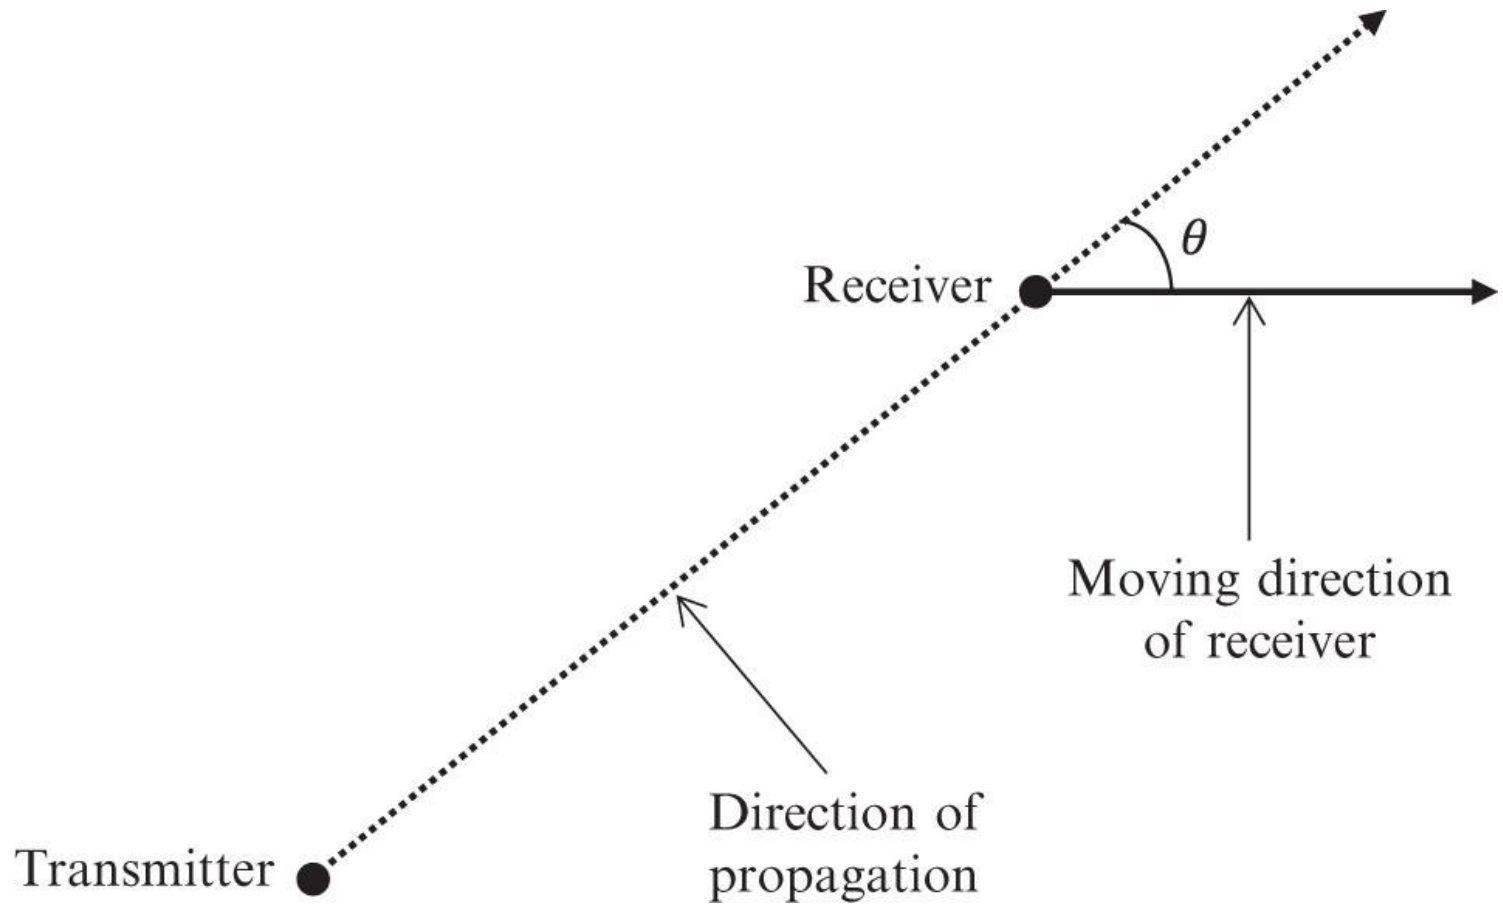 θ
Receiver
Moving direction
of receiver
Direction of
propagation
Transmitter